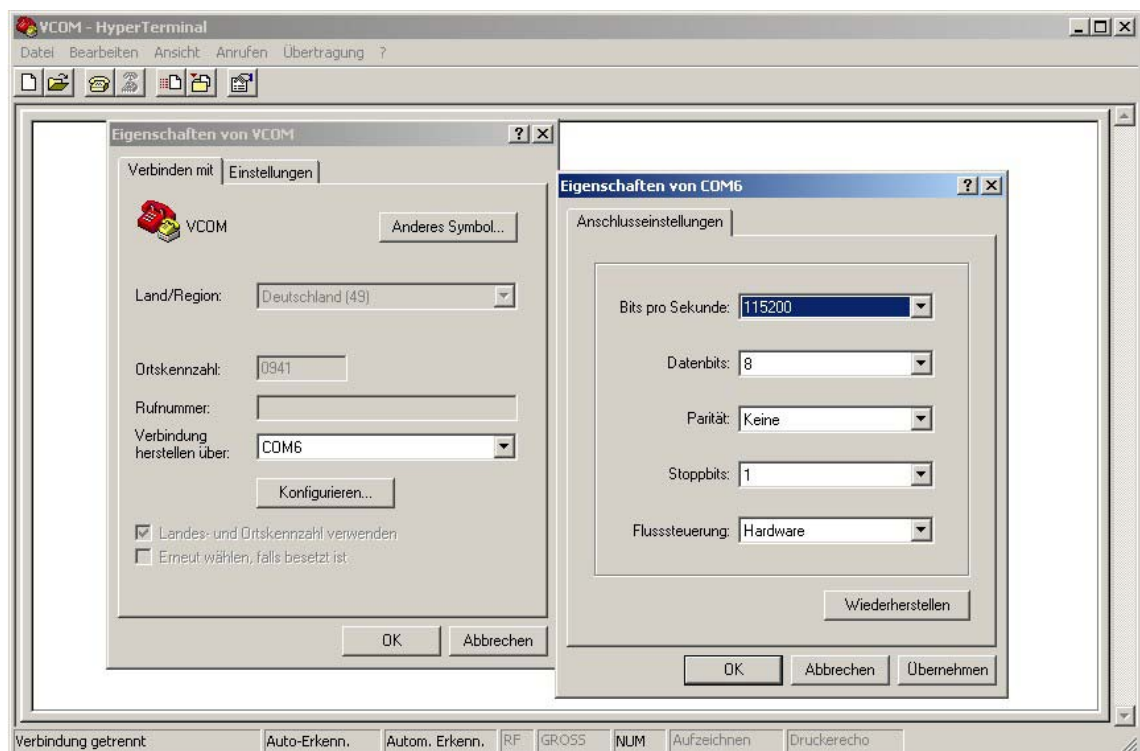 VCOM - HyperTerminal
Datei Bearbeiten Ansicht Anrufen Übertragung ?
Eigenschaften von VCOM
Verbinden mit Einstellungen
VCOM
Anderes Symbol...
Land/Region: Deutschland (49)
Ortskennzahl: 0941
Rufnummer:
Verbindung
herstellen über: COM6
Konfigurieren...
Landes- und Ortskennzahl verwenden
Erneut wählen, falls besetzt ist
OK Abbrechen
Eigenschaften von COM6
Anschlusseinstellungen
Bits pro Sekunde: 115200
Datenbits: 8
Parität: Keine
Stoppbits: 1
Flusssteuerung: Hardware
Wiederherstellen
OK Abbrechen Übernehmen
Verbindung getrennt Auto-Erkenn. Autom. Erkenn. RF GROSS NUM Aufzeichnen Druckerecho